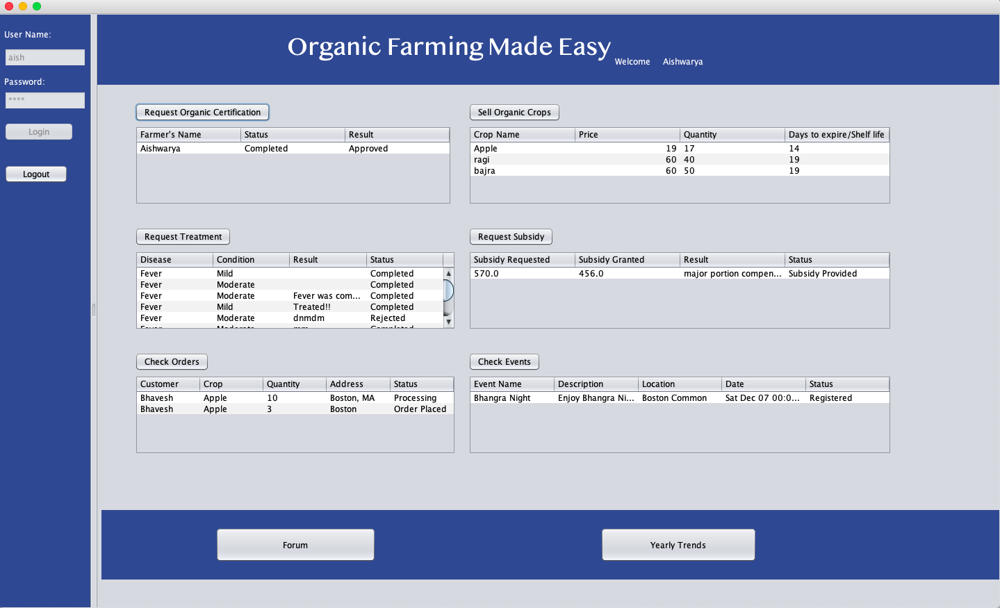 User Name:
aish
Password:
****
Login
Logout
Organic Farming Made Easy
Welcome Aishwarya
Request Organic Certification
Farmer's Name Status Result
Aishwarya Completed Approved
Sell Organic Crops
Crop Name Price Quantity Days to expire/Shelf life
Apple 19 17 14
ragi 60 40 19
bajra 60 50 19
Request Treatment
Disease Condition Result Status
Fever Mild Completed
Fever Moderate Completed
Fever Moderate Fever was com... Completed
Fever Mild Treated!! Completed
Fever Moderate dnmdm Rejected
Fever Moderate mm Completed
Request Subsidy
Subsidy Requested Subsidy Granted Result Status
570.0 456.0 major portion compen... Subsidy Provided
Check Orders
Customer Crop Quantity Address Status
Bhavesh Apple 10 Boston, MA Processing
Bhavesh Apple 3 Boston Order Placed
Check Events
Event Name Description Location Date Status
Bhangra Night Enjoy Bhangra Ni... Boston Common Sat Dec 07 00:0... Registered
Forum
Yearly Trends